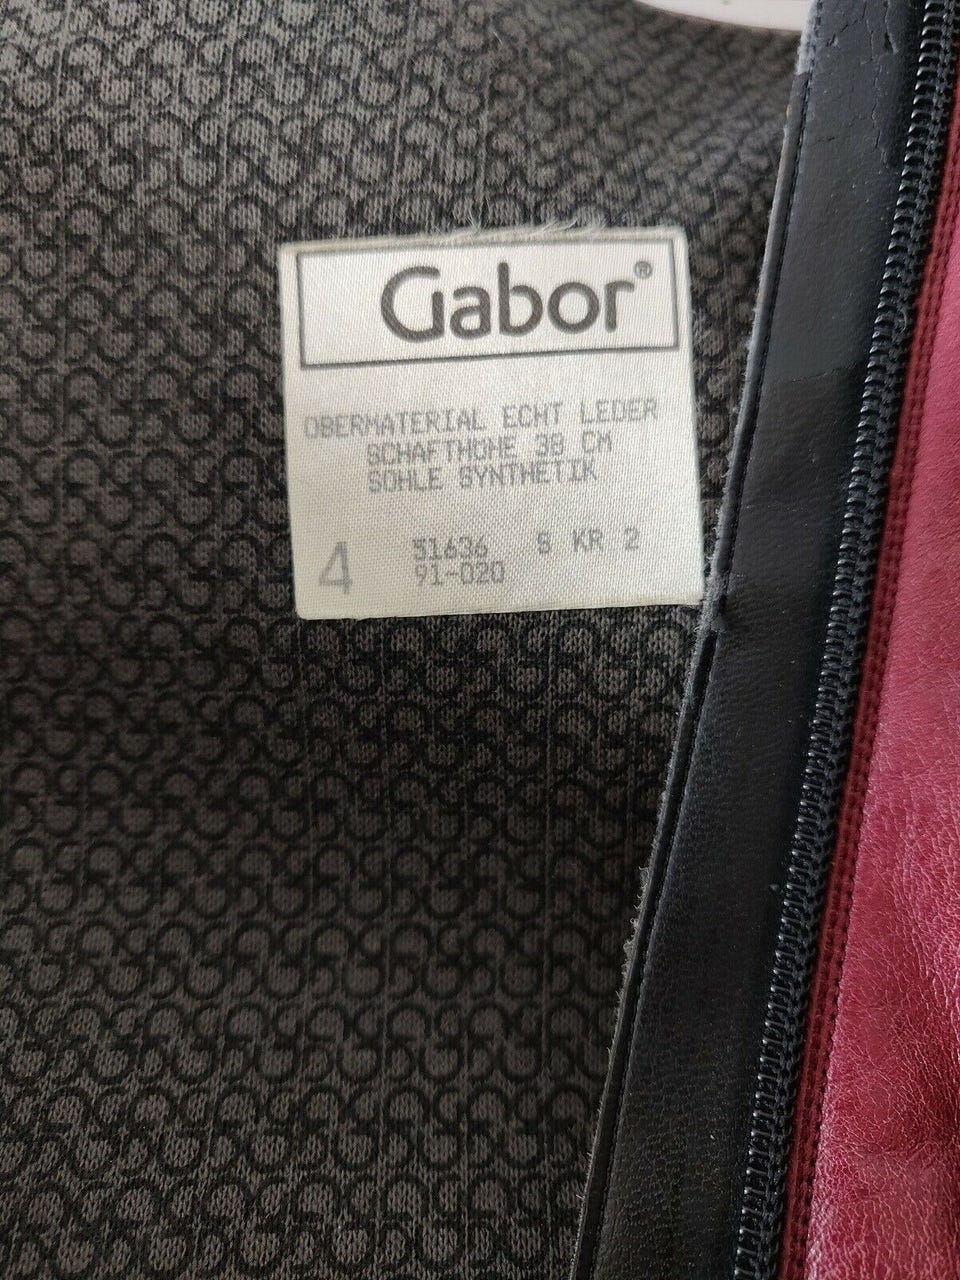 Gabor®
OBERMATERIAL ECHT LEDER
SCHAFTHÖHE 38 CM
SOHLE SYNTHETIK
4 51636 S KR 2
91-020